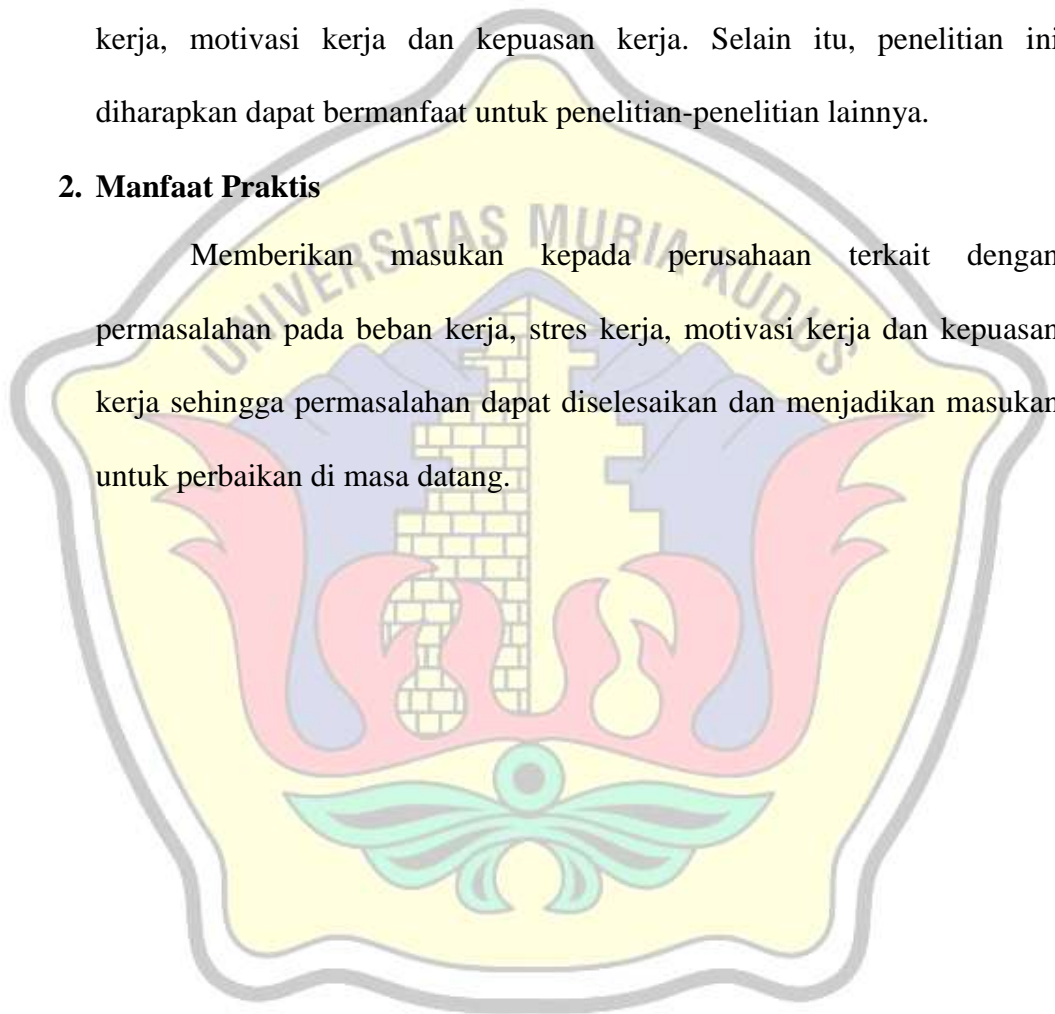 kerja, motivasi kerja dan kepuasan kerja. Selain itu, penelitian ini
diharapkan dapat bermanfaat untuk penelitian-penelitian lainnya.
2. Manfaat Praktis
UNIVERSITAS MURIA KUDUS
Memberikan masukan kepada perusahaan terkait dengan
permasalahan pada beban kerja, stres kerja, motivasi kerja dan kepuasan
kerja sehingga permasalahan dapat diselesaikan dan menjadikan masukan
untuk perbaikan di masa datang.